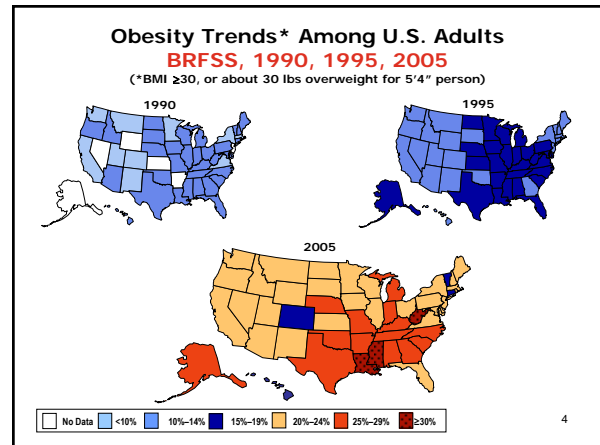 Obesity Trends* Among U.S. Adults
BRFSS, 1990, 1995, 2005
(*BMI ≥30, or about 30 lbs overweight for 5'4" person)
1990
1995
2005
No Data <10% 10%–14% 15%–19% 20%–24% 25%–29% ≥30%
4